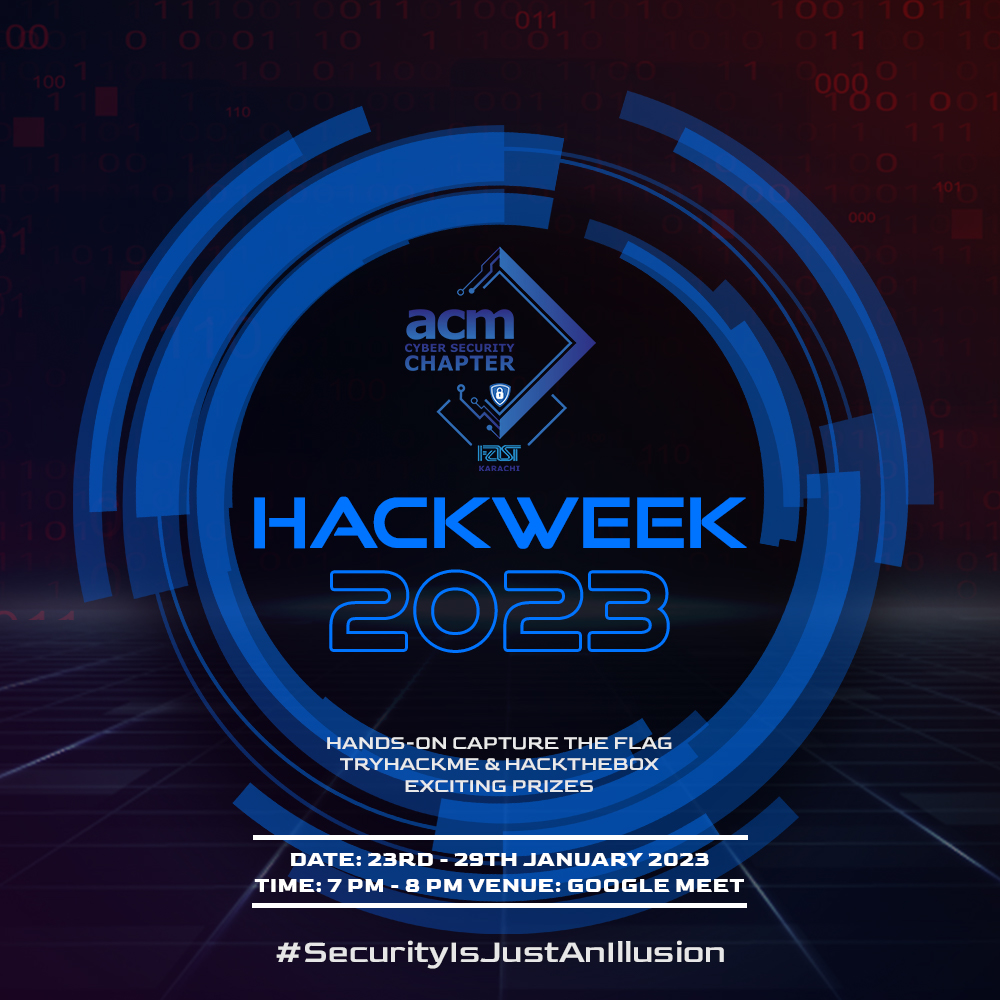 acm
CYBER SECURITY
CHAPTER
FAST
KARACHI
HACKWEEK
2023
HANDS-ON CAPTURE THE FLAG
TRYHACKME & HACKTHEBOX
EXCITING PRIZES
DATE: 23RD - 29TH JANUARY 2023
TIME: 7 PM - 8 PM VENUE: GOOGLE MEET
#SecurityIsJustAnIllusion